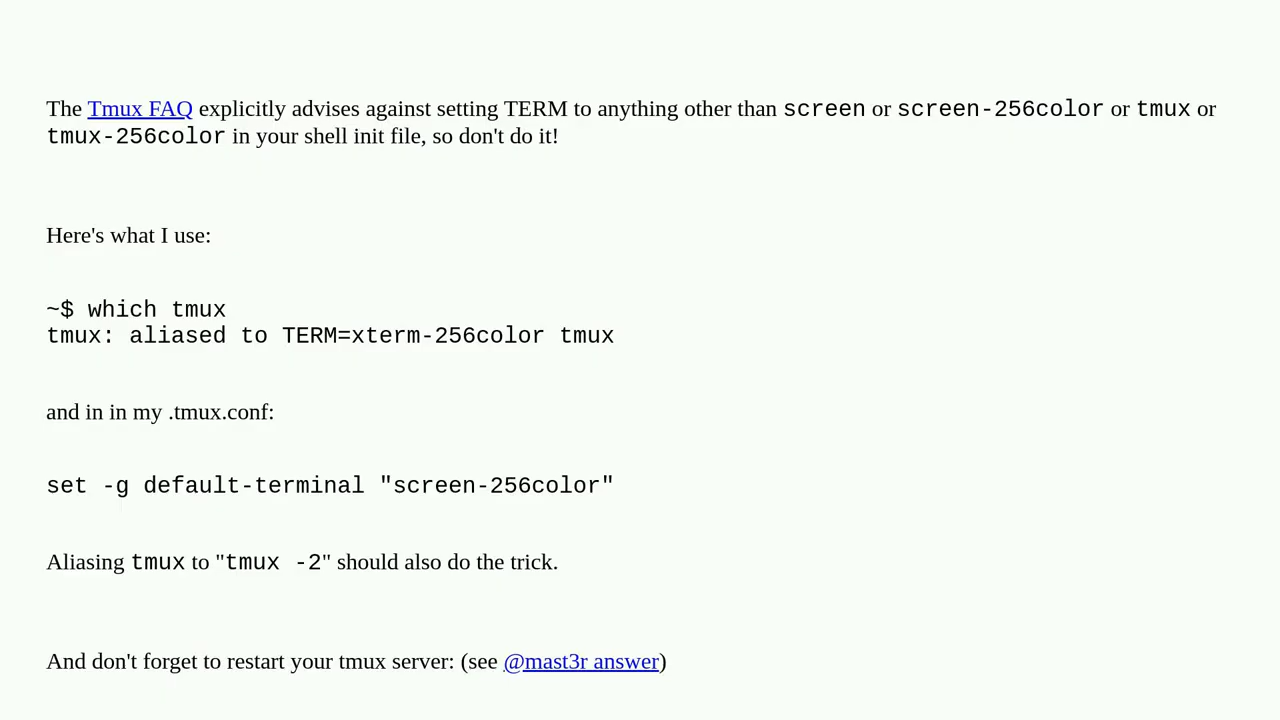 The Tmux FAQ explicitly advises against setting TERM to anything other than screen or screen-256color or tmux or
tmux-256color in your shell init file, so don't do it!
Here's what I use:
~$ which tmux
tmux: aliased to TERM=xterm-256color tmux
and in in my .tmux.conf:
set -g default-terminal "screen-256color"
Aliasing tmux to "tmux -2" should also do the trick.
And don't forget to restart your tmux server: (see @mast3r answer)